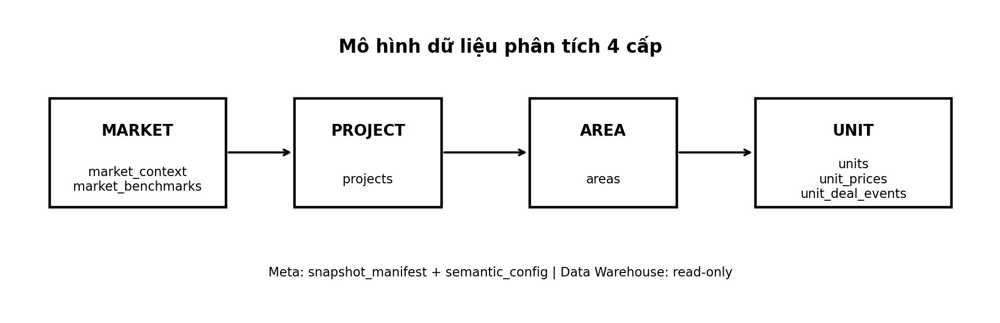 Mô hình dữ liệu phân tích 4 cấp
MARKET
market_context
market_benchmarks
PROJECT
projects
AREA
areas
UNIT
units
unit_prices
unit_deal_events
Meta: snapshot_manifest + semantic_config | Data Warehouse: read-only